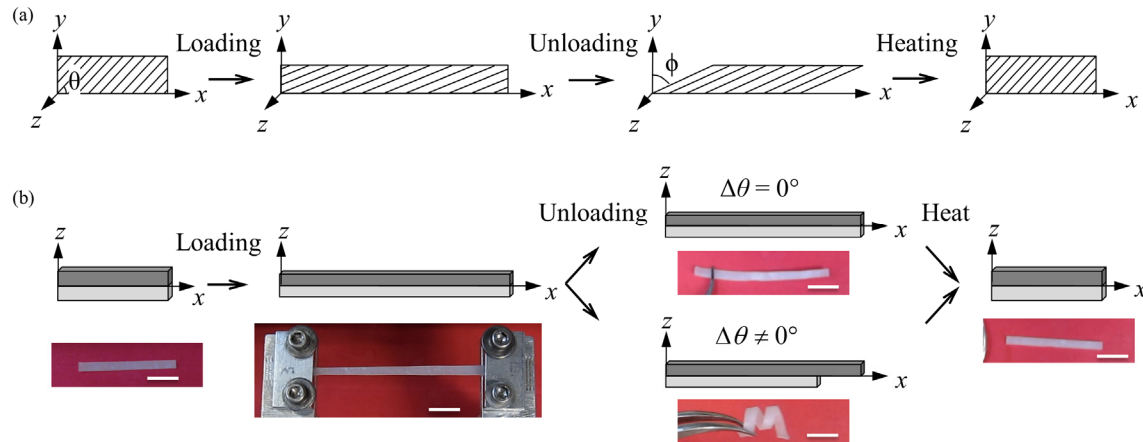 (a)
y
θ
x
z
Loading
y
x
z
Unloading
y
ϕ
x
z
Heating
y
x
z
(b)
z
x
Loading
z
x
Unloading
z
Δθ = 0°
x
z
Δθ ≠ 0°
x
Heat
z
x